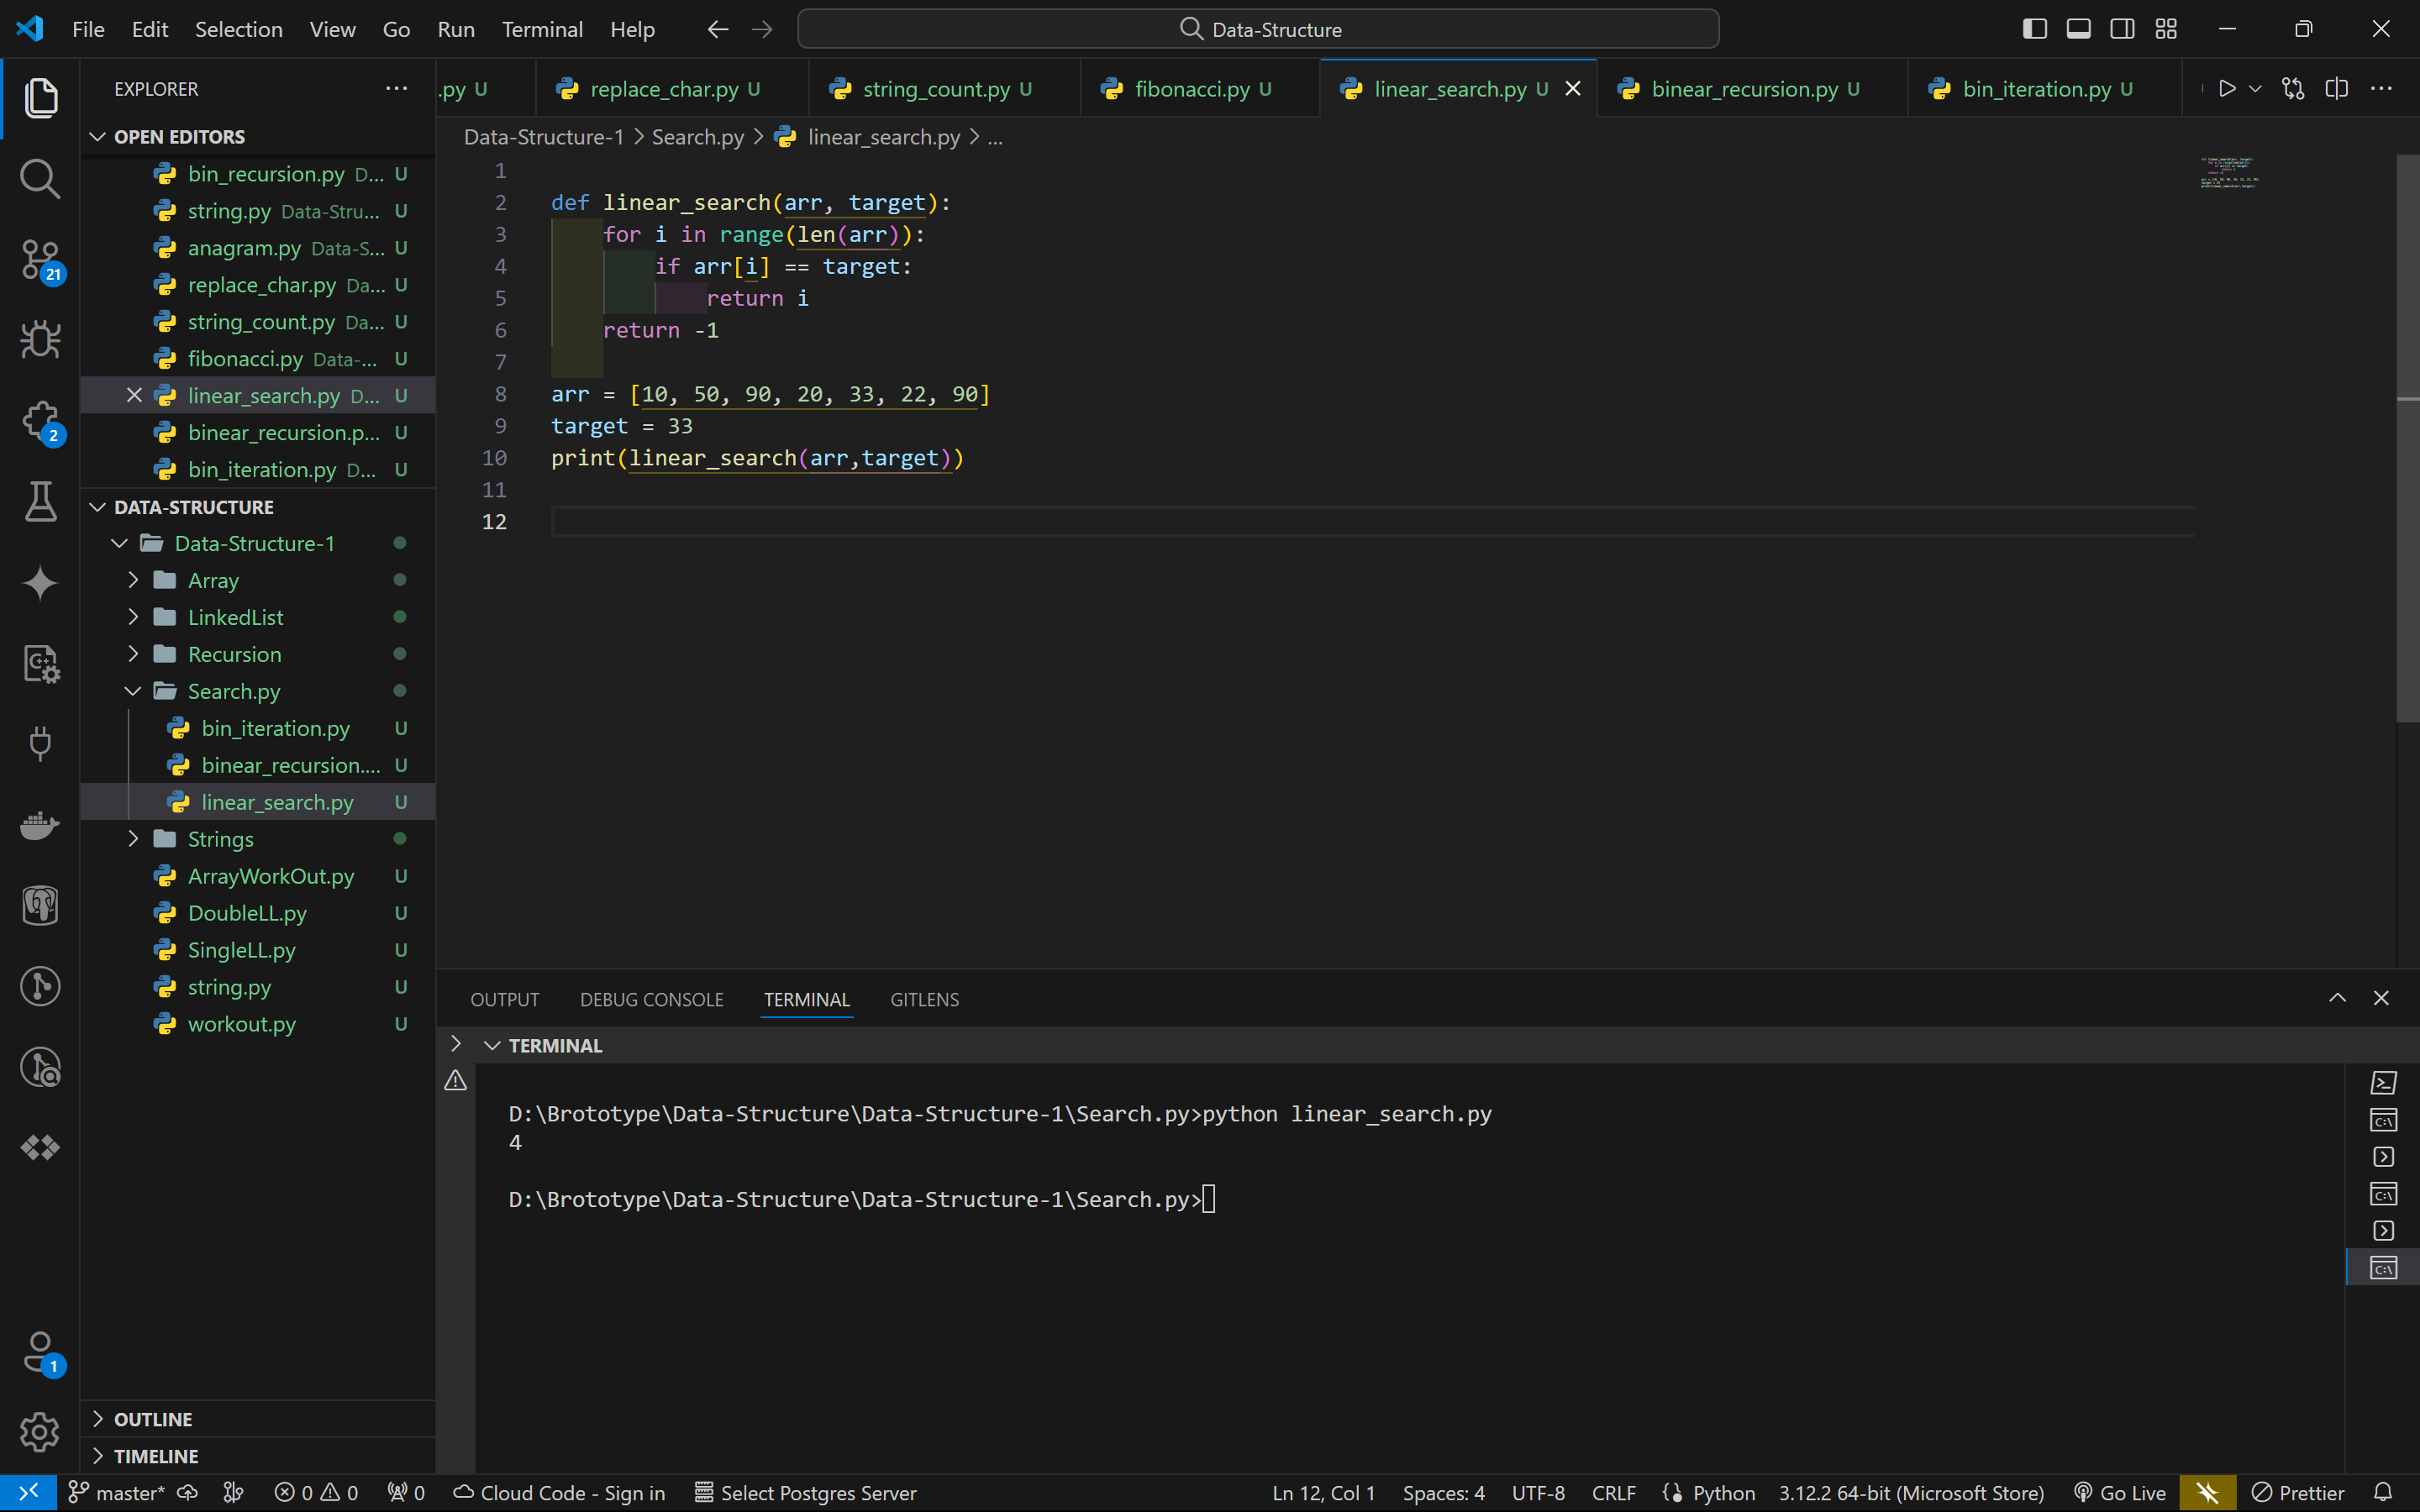 File Edit Selection View Go Run Terminal Help
Data-Structure
EXPLORER
OPEN EDITORS
bin_recursion.py D... U
string.py Data-Stru... U
anagram.py Data-S... U
replace_char.py Da... U
string_count.py Da... U
fibonacci.py Data-... U
linear_search.py D... U
binear_recursion.p... U
bin_iteration.py D... U
DATA-STRUCTURE
Data-Structure-1
Array
LinkedList
Recursion
Search.py
bin_iteration.py U
binear_recursion.... U
linear_search.py U
Strings
ArrayWorkOut.py U
DoubleLL.py U
SingleLL.py U
string.py U
workout.py U
OUTLINE
TIMELINE
21
2
1
.py U replace_char.py U string_count.py U fibonacci.py U linear_search.py U binear_recursion.py U bin_iteration.py U
Data-Structure-1 > Search.py > linear_search.py > ...
1
2 def linear_search(arr, target):
3 for i in range(len(arr)):
4 if arr[i] == target:
5 return i
6 return -1
7
8 arr = [10, 50, 90, 20, 33, 22, 90]
9 target = 33
10 print(linear_search(arr,target))
11
12
OUTPUT DEBUG CONSOLE TERMINAL GITLENS
TERMINAL
D:\Brototype\Data-Structure\Data-Structure-1\Search.py>python linear_search.py
4
D:\Brototype\Data-Structure\Data-Structure-1\Search.py>
master* 0 0 0 Cloud Code - Sign in Select Postgres Server Ln 12, Col 1 Spaces: 4 UTF-8 CRLF Python 3.12.2 64-bit (Microsoft Store) Go Live Prettier